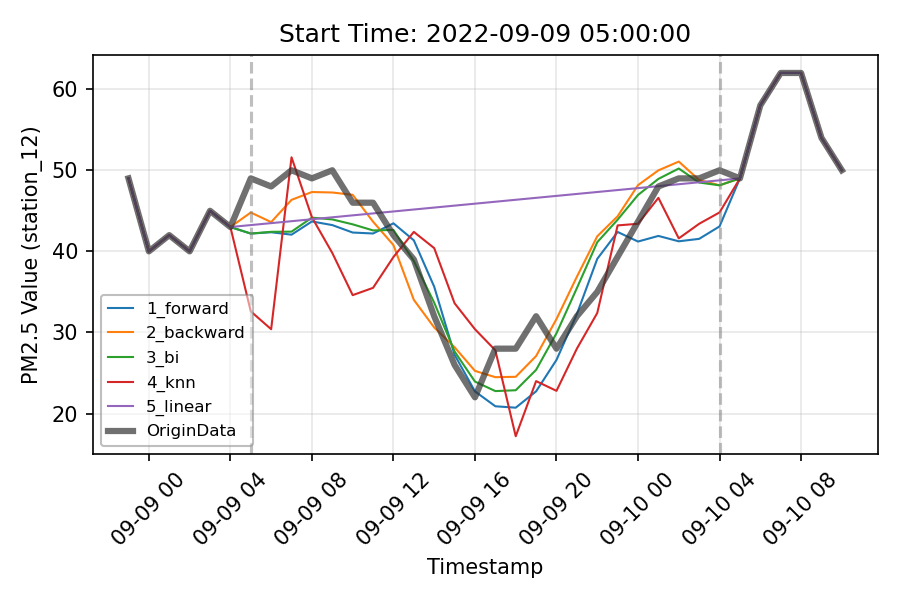 Start Time: 2022-09-09 05:00:00
PM2.5 Value (station_12)
60
50
40
30
20
1_forward
2_backward
3_bi
4_knn
5_linear
OriginData
09-09 00
09-09 04
09-09 08
09-09 12
09-09 16
09-09 20
09-10 00
09-10 04
09-10 08
Timestamp